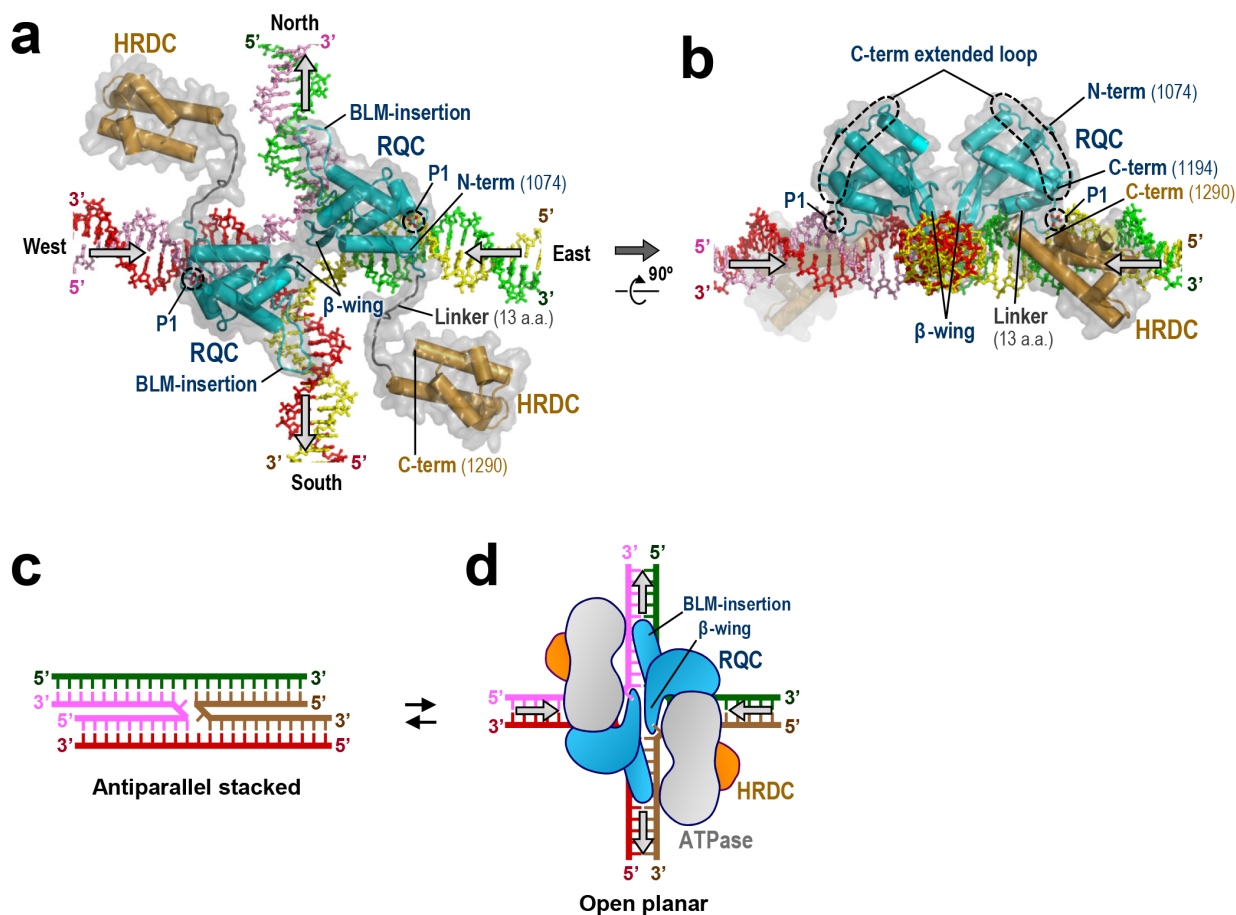 a
North
5’
3’
HRDC
BLM-insertion
RQC
P1
N-term (1074)
3’
5’
West
East
5’
3’
P1
β-wing
Linker (13 a.a.)
RQC
BLM-insertion
HRDC
C-term (1290)
3’
5’
South
90º
b
C-term extended loop
N-term (1074)
RQC
C-term (1194)
C-term (1290)
P1
P1
5’
5’
3’
3’
β-wing
Linker
(13 a.a.)
HRDC
c
5’
3’
3’
5’
5’
3’
3’
5’
Antiparallel stacked
d
3’
5’
BLM-insertion
β-wing
RQC
5’
3’
3’
5’
HRDC
ATPase
5’
3’
Open planar